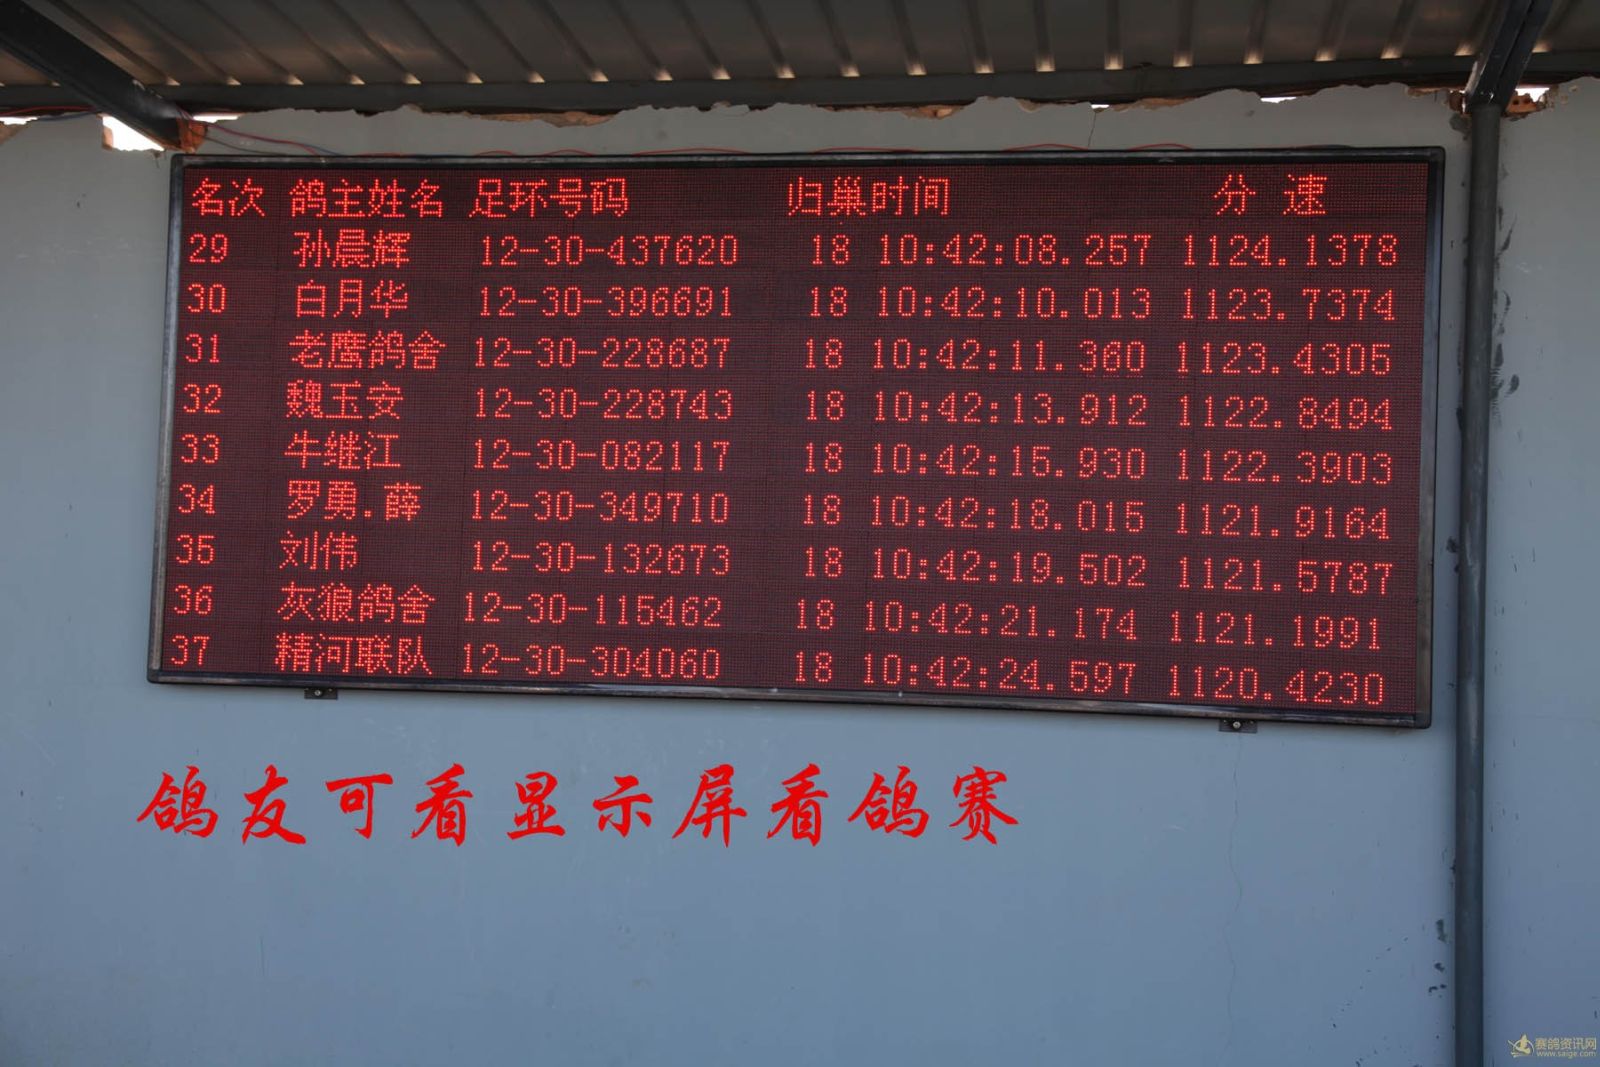 名次 鸽主姓名 足环号码 归巢时间 分 速
29 孙晨辉 12-30-437620 18 10:42:08.257 1124.1378
30 白月华 12-30-396691 18 10:42:10.013 1123.7374
31 老鹰鸽舍 12-30-228687 18 10:42:11.360 1123.4305
32 魏玉安 12-30-228743 18 10:42:13.912 1122.8494
33 牛继江 12-30-082117 18 10:42:15.930 1122.3903
34 罗勇.薛 12-30-349710 18 10:42:18.015 1121.9164
35 刘伟 12-30-132673 18 10:42:19.502 1121.5787
36 灰狼鸽舍 12-30-115462 18 10:42:21.174 1121.1991
37 精河联队 12-30-304060 18 10:42:24.597 1120.4230
鸽友可看显示屏看鸽赛
赛鸽资讯网
www.saige.com